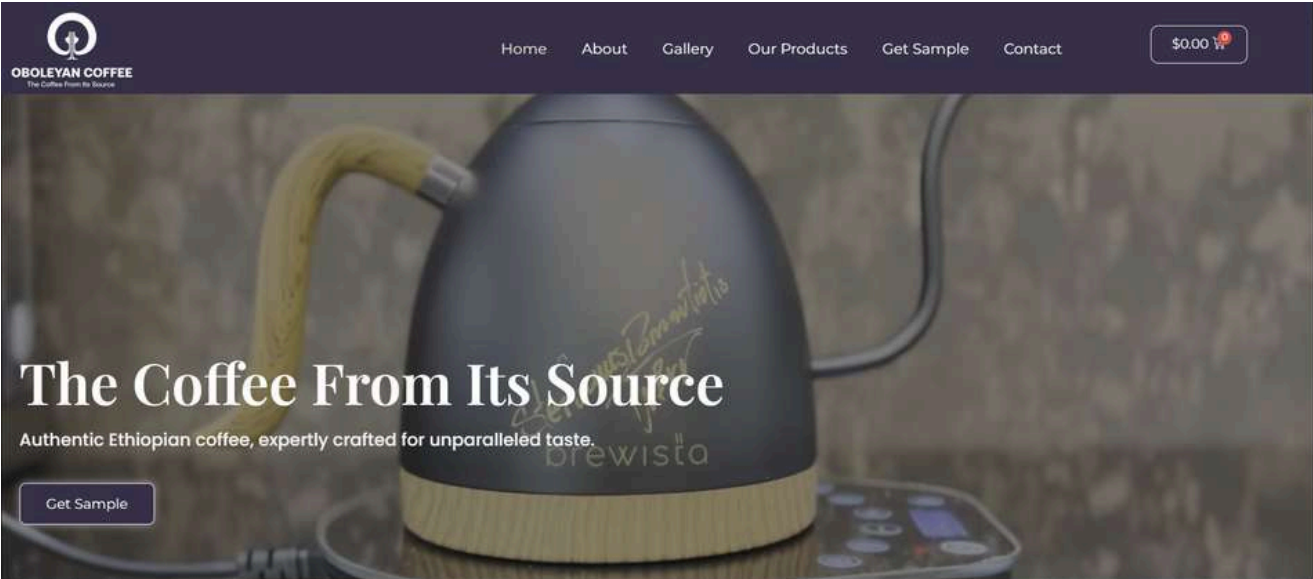 OBOLEYAN COFFEE
The Coffee From Its Source
Home
About
Gallery
Our Products
Get Sample
Contact
$0.00
0
The Coffee From Its Source
Authentic Ethiopian coffee, expertly crafted for unparalleled taste.
brewista
Get Sample